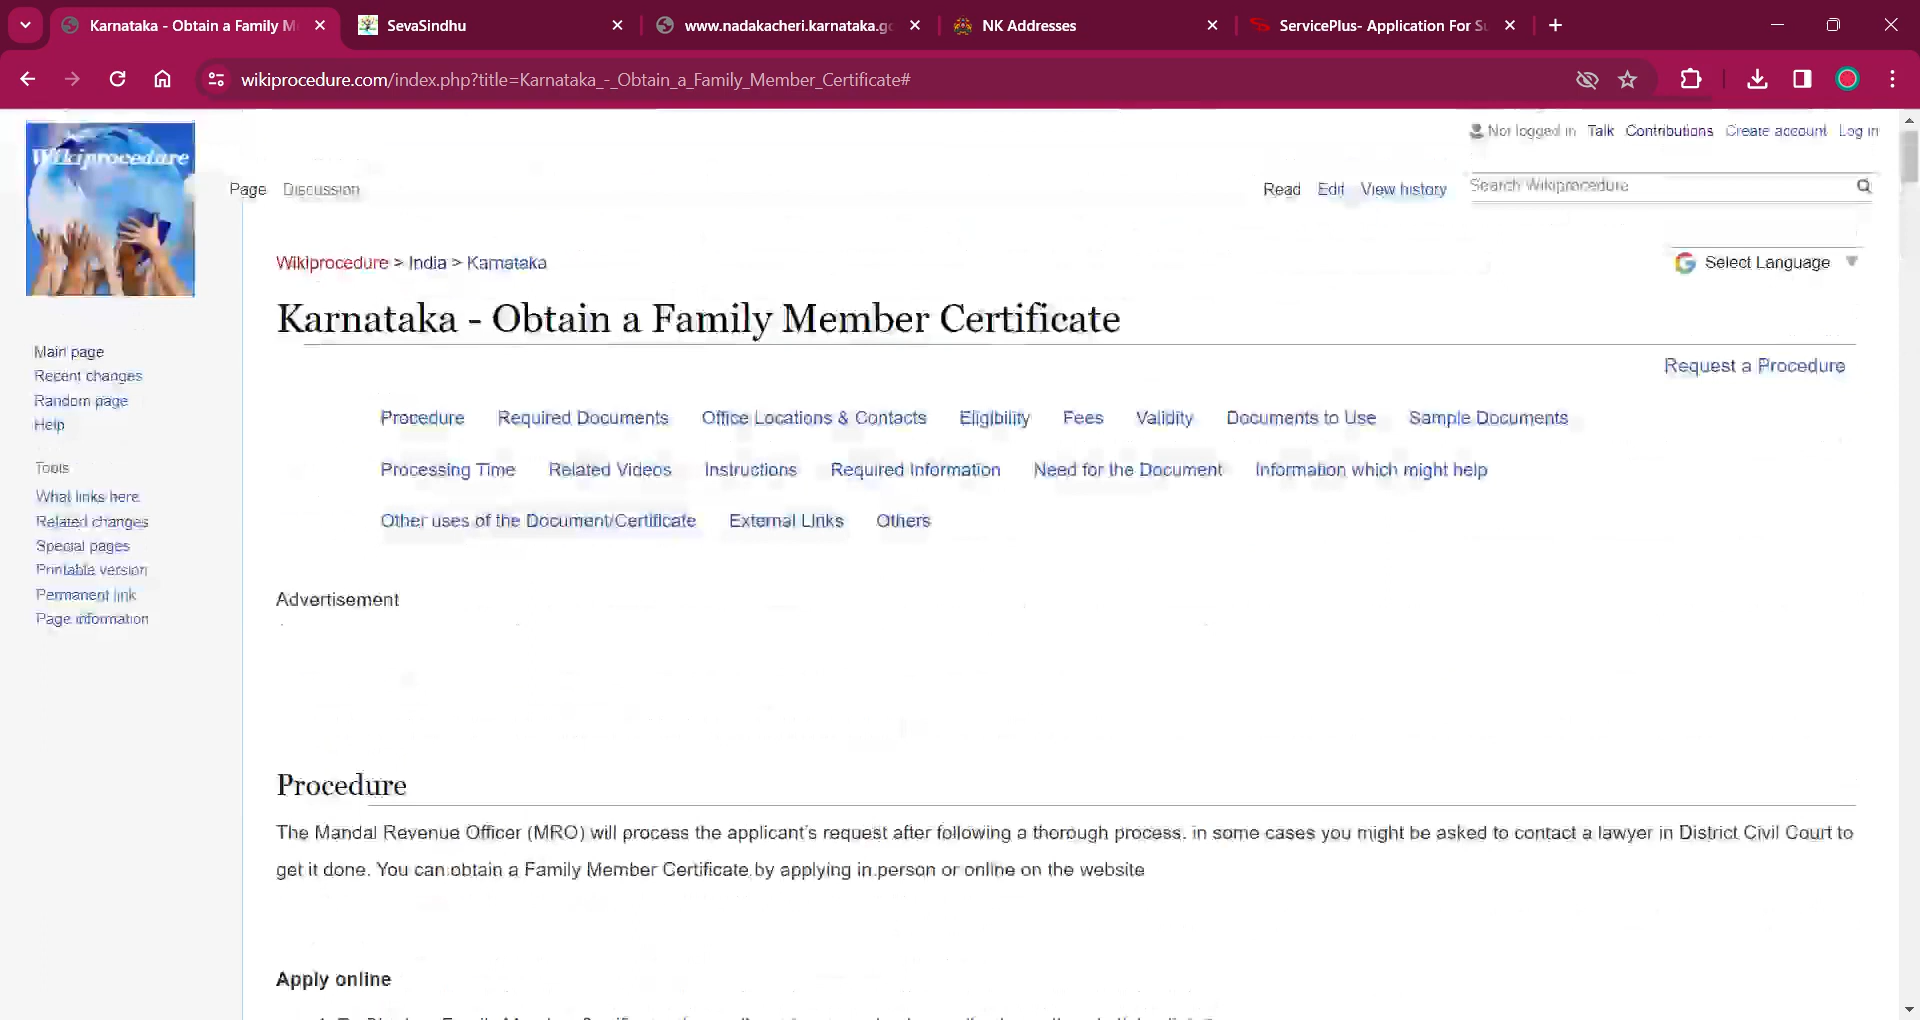 Karnataka - Obtain a Family M
SevaSindhu
www.nadakacheri.karnataka.go
NK Addresses
ServicePlus- Application For Su
wikiprocedure.com/index.php?title=Karnataka_-_Obtain_a_Family_Member_Certificate#
Not logged in Talk Contributions Create account Log in
Wikiprocedure
Page Discussion
Read Edit View history
Search Wikiprocedure
Wikiprocedure > India > Karnataka
Select Language
Karnataka - Obtain a Family Member Certificate
Main page
Recent changes
Random page
Help
Tools
What links here
Related changes
Special pages
Printable version
Permanent link
Page information
Request a Procedure
Procedure Required Documents Office Locations & Contacts Eligibility Fees Validity Documents to Use Sample Documents
Processing Time Related Videos Instructions Required Information Need for the Document Information which might help
Other uses of the Document/Certificate External Links Others
Advertisement
Procedure
The Mandal Revenue Officer (MRO) will process the applicant's request after following a thorough process. in some cases you might be asked to contact a lawyer in District Civil Court to
get it done. You can obtain a Family Member Certificate by applying in person or online on the website
Apply online